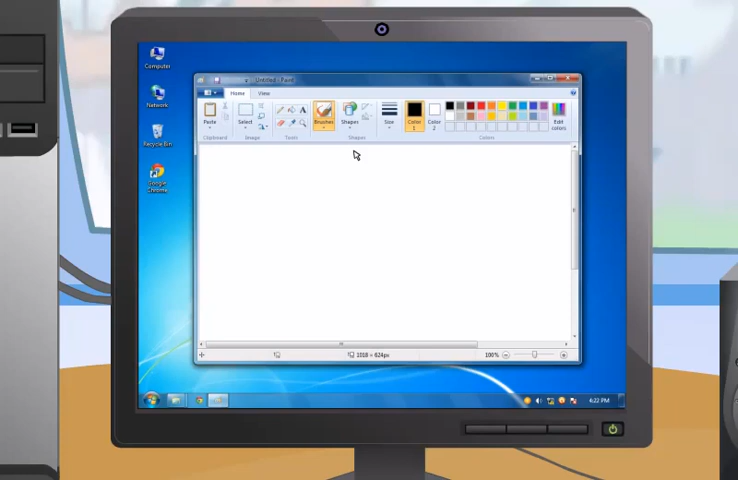 Computer
Network
Recycle Bin
Google
Chrome
Untitled - Paint
Home
View
Paste
Select
Brushes
Shapes
Size
Color
1
Color
2
Edit
colors
Clipboard
Image
Tools
Shapes
Colors
1018 × 624px
100%
6:22 PM